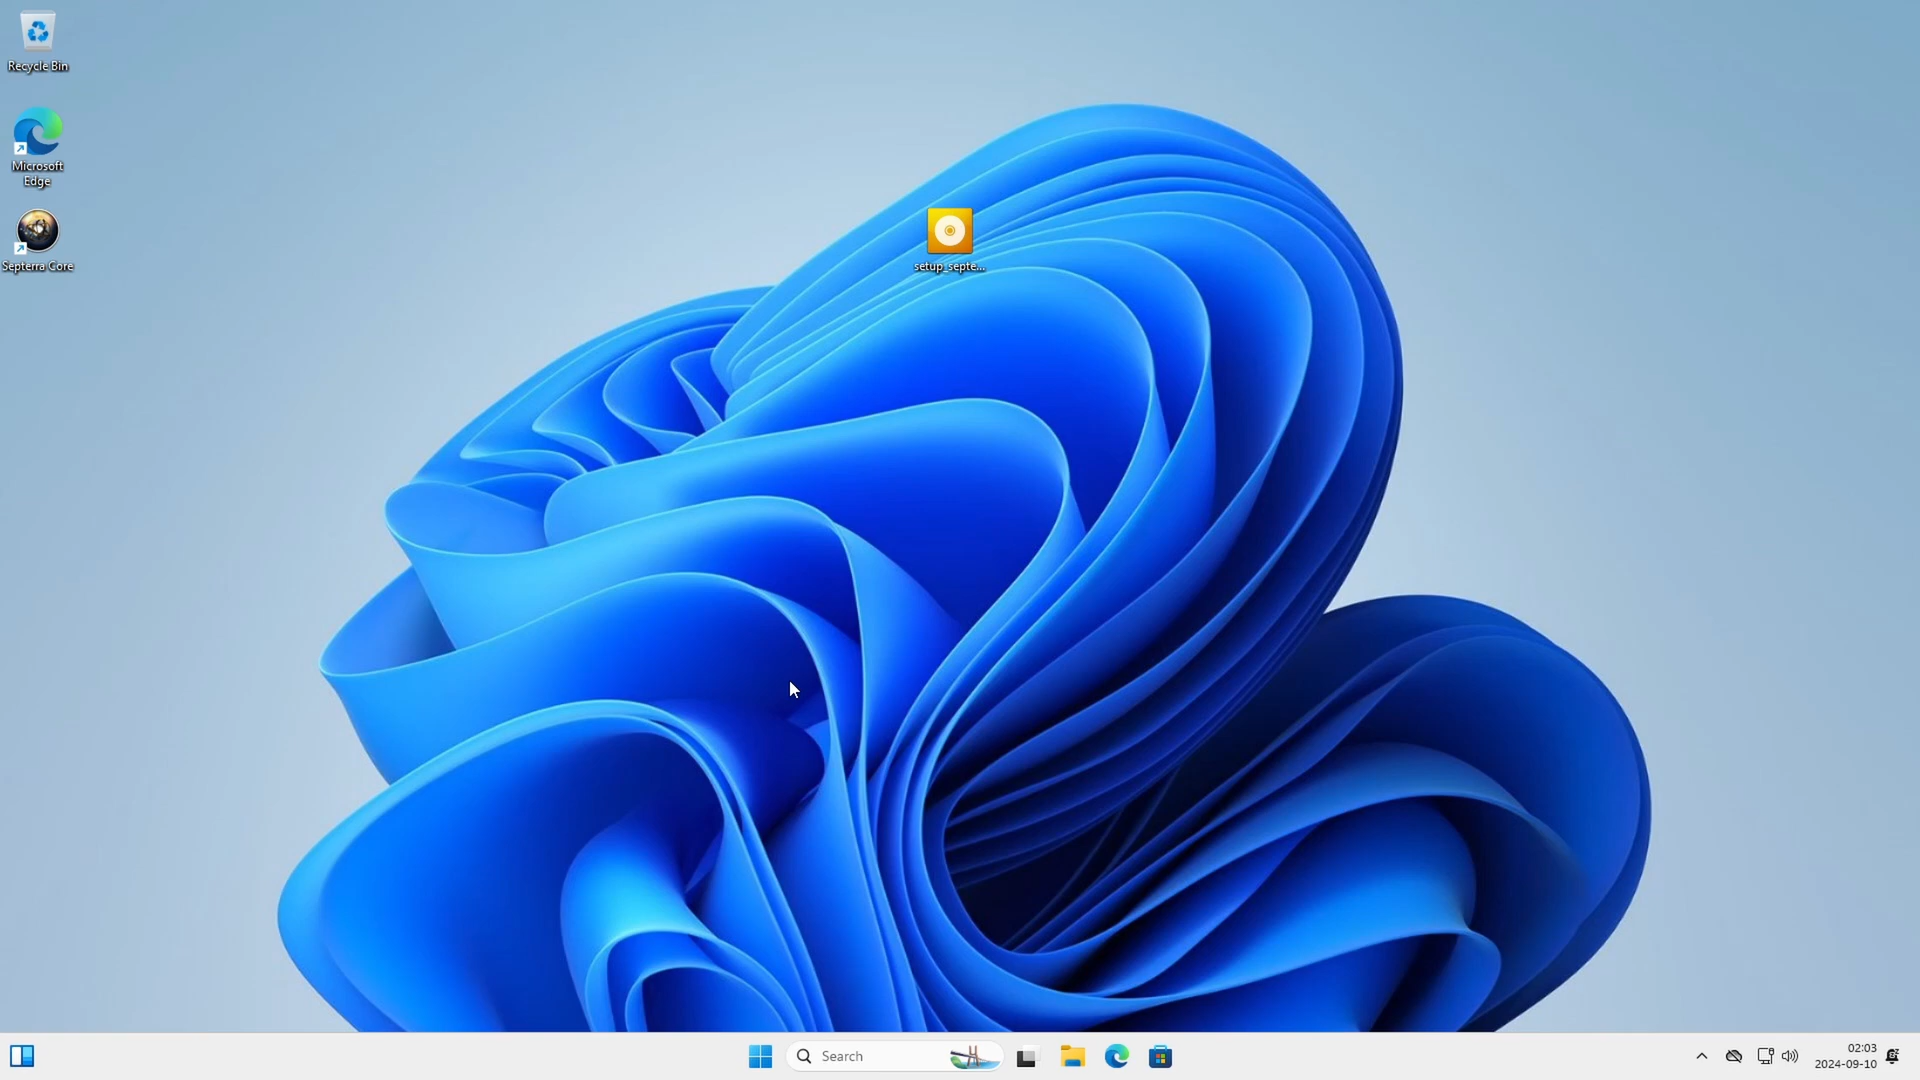 Recycle Bin
Microsoft
Edge
Septerra Core
setup_septe...
Search
02:03
2024-09-10